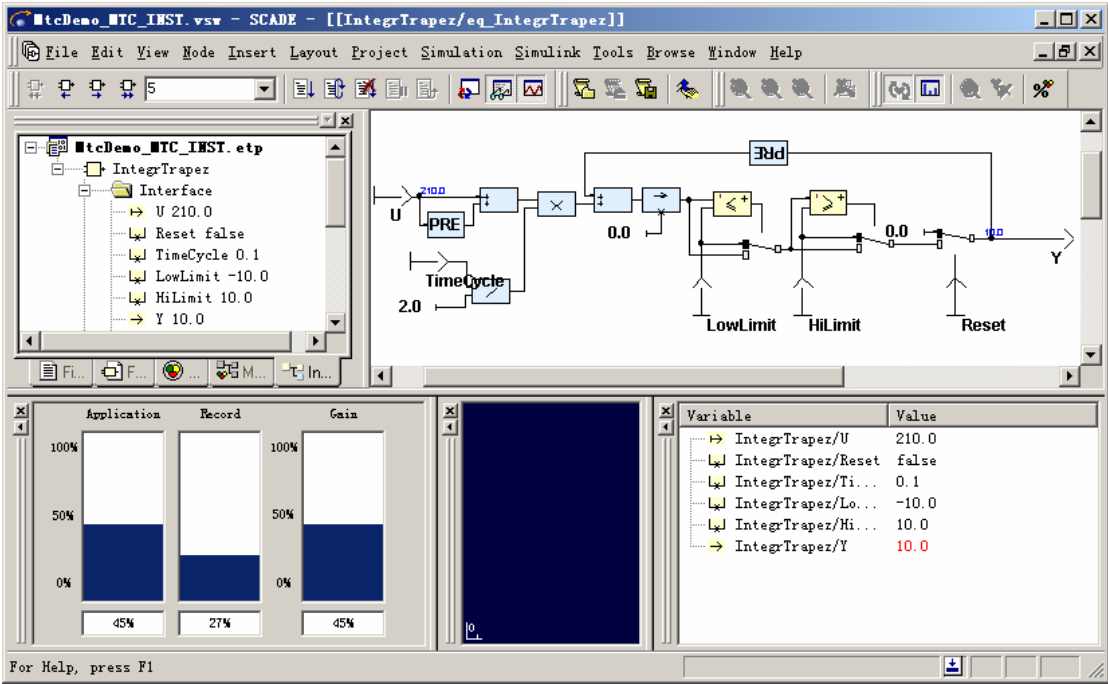 MtcDemo_MTC_INST.vsw - SCADE - [[IntegrTrapez/eq_IntegrTrapez]]
File Edit View Node Insert Layout Project Simulation Simulink Tools Browse Window Help
5
MtcDemo_MTC_INST.etp
IntegrTrapez
Interface
U 210.0
Reset false
TimeCycle 0.1
LowLimit -10.0
HiLimit 10.0
Y 10.0
Fi... F... ... M... In...
PRE
210.0
U
PRE
0.0
0.0
10.0
Y
TimeCycle
2.0
LowLimit HiLimit Reset
Application Record Gain
100% 100%
50% 50%
0% 0%
45% 27% 45%
0
Variable Value
IntegrTrapez/U 210.0
IntegrTrapez/Reset false
IntegrTrapez/Ti... 0.1
IntegrTrapez/Lo... -10.0
IntegrTrapez/Hi... 10.0
IntegrTrapez/Y 10.0
For Help, press F1